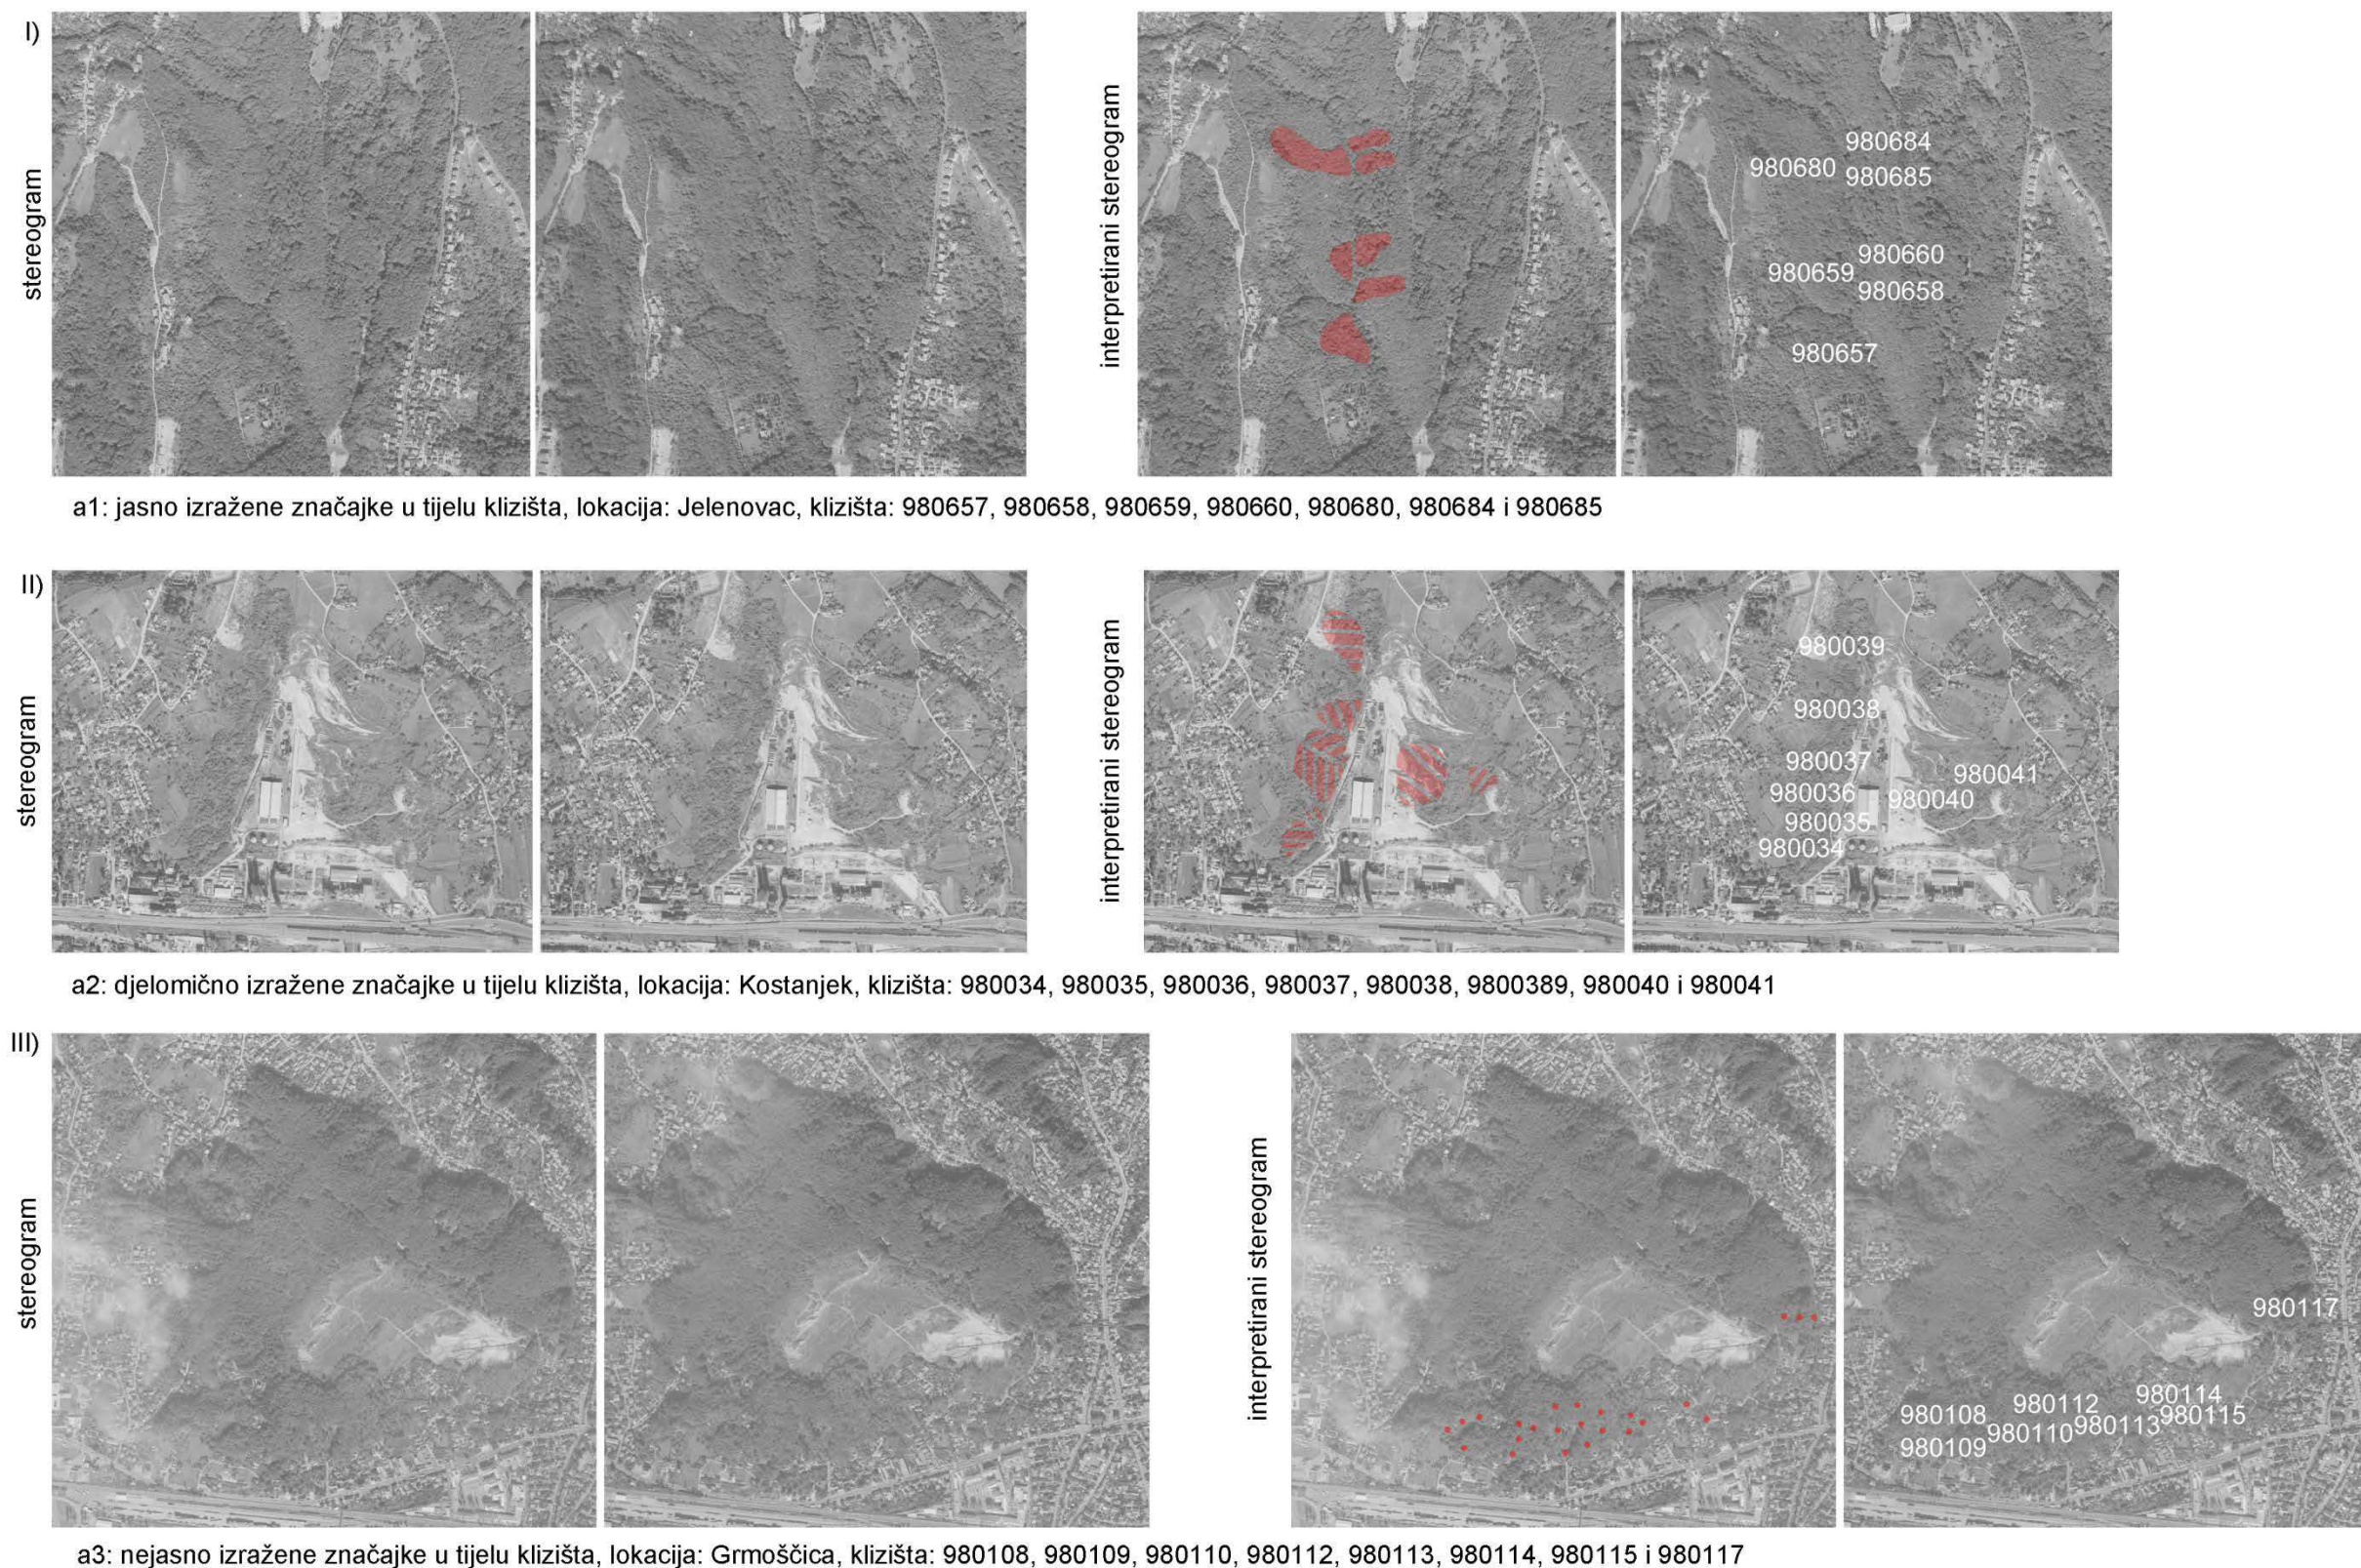 I)
stereogram
interpretirani stereogram
980684
980680
980685
980660
980659
980658
980657
a1: jasno izražene značajke u tijelu klizišta, lokacija: Jelenovac, klizišta: 980657, 980658, 980659, 980660, 980680, 980684 i 980685
II)
stereogram
interpretirani stereogram
980039
980038
980037
980041
980036
980040
980035
980034
a2: djelomično izražene značajke u tijelu klizišta, lokacija: Kostanjek, klizišta: 980034, 980035, 980036, 980037, 980038, 9800389, 980040 i 980041
III)
stereogram
interpretirani stereogram
980117
980114
980112
980108
980115
980113
980110
980109
a3: nejasno izražene značajke u tijelu klizišta, lokacija: Grmoščica, klizišta: 980108, 980109, 980110, 980112, 980113, 980114, 980115 i 980117